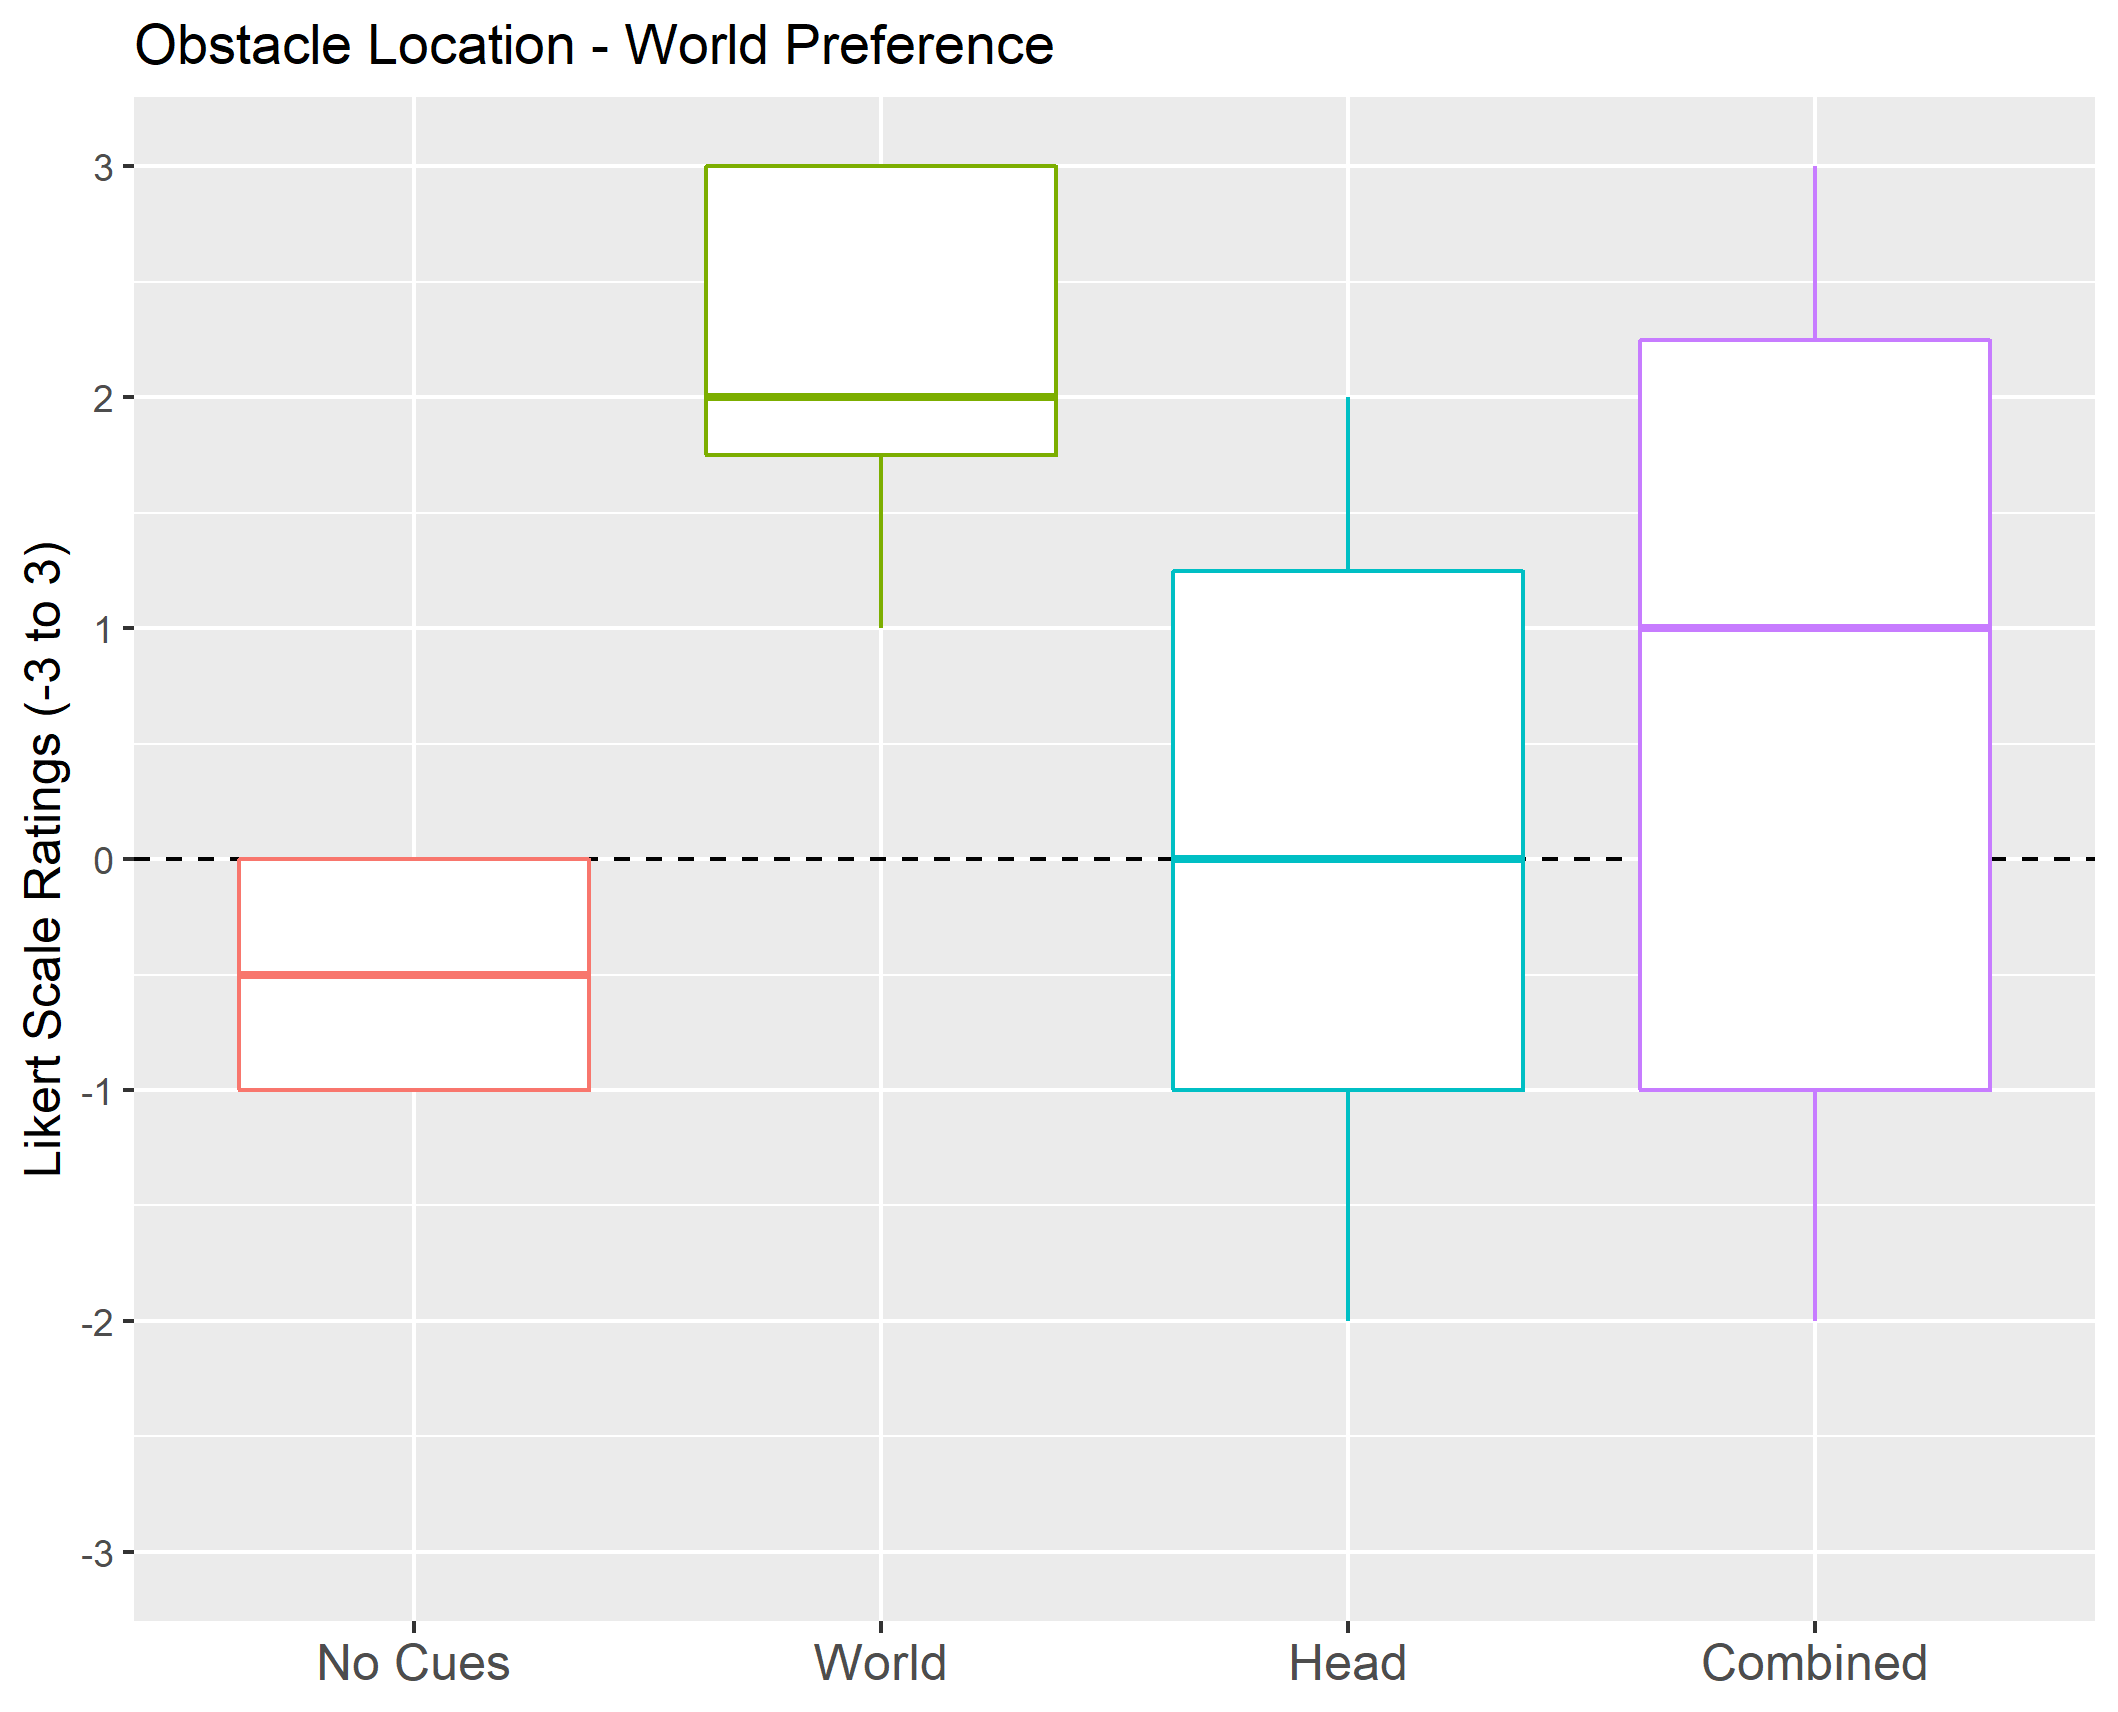 Obstacle Location - World Preference
Likert Scale Ratings (-3 to 3)
3
2
1
0
-1
-2
-3
No Cues
World
Head
Combined